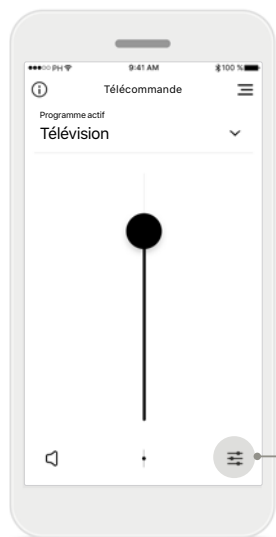 PH 9:41 AM 100 %
Télécommande
Programme actif
Télévision